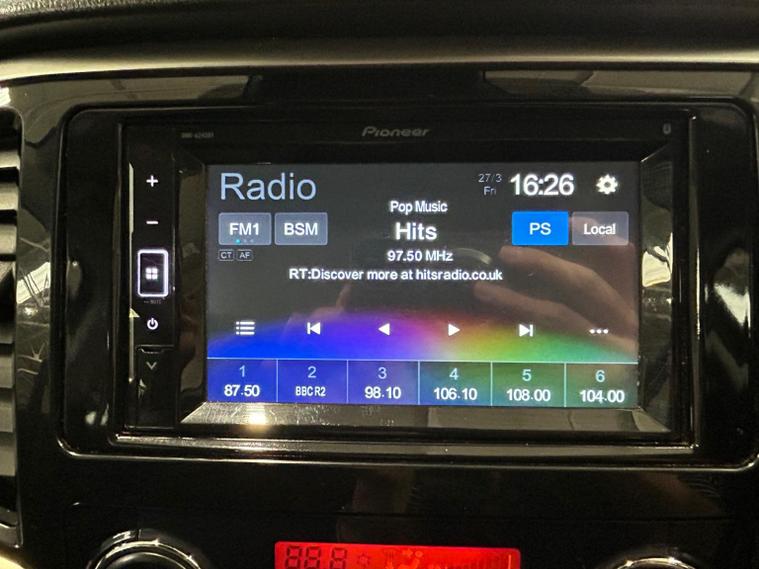 Pioneer
Radio
27/3
Fri
16:26
Pop Music
FM1 BSM
Hits
PS Local
CT AF
97.50 MHz
RT:Discover more at hitsradio.co.uk
1 2 3 4 5 6
87.50 BBC R2 98.10 106.10 108.00 104.00
88.8